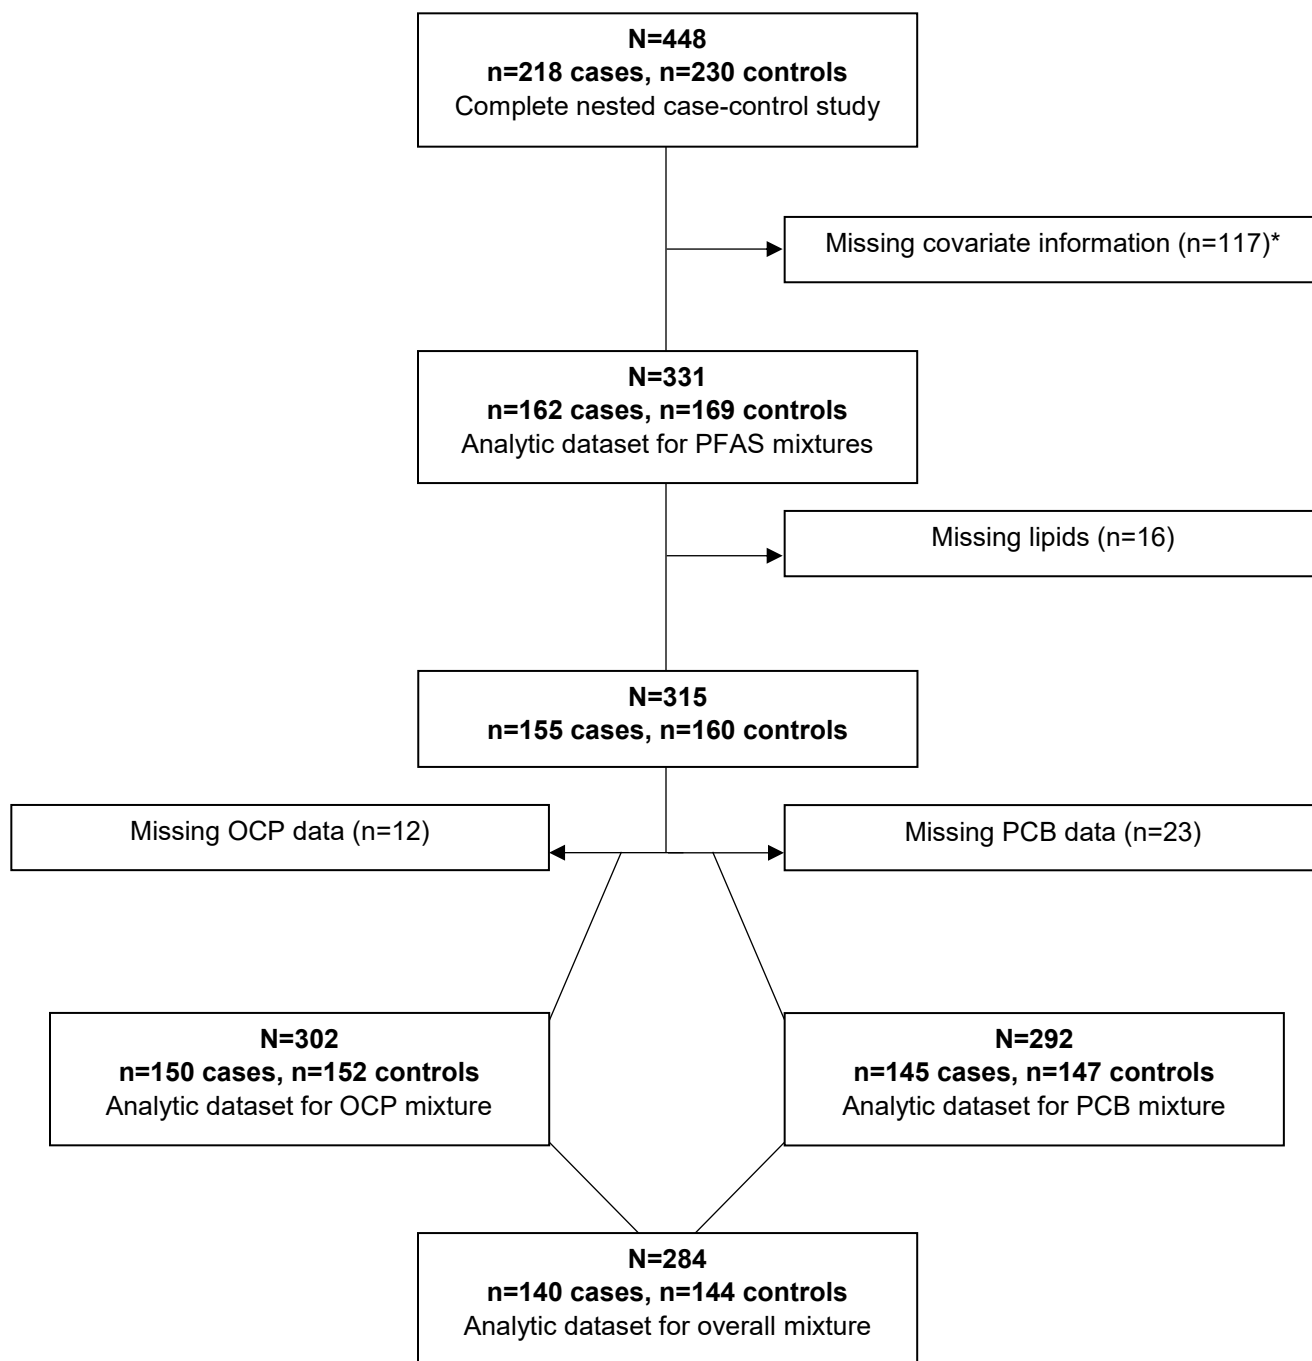 N=448
n=218 cases, n=230 controls
Complete nested case-control study
Missing covariate information (n=117)*
N=331
n=162 cases, n=169 controls
Analytic dataset for PFAS mixtures
Missing lipids (n=16)
N=315
n=155 cases, n=160 controls
Missing OCP data (n=12)
Missing PCB data (n=23)
N=302
n=150 cases, n=152 controls
Analytic dataset for OCP mixture
N=292
n=145 cases, n=147 controls
Analytic dataset for PCB mixture
N=284
n=140 cases, n=144 controls
Analytic dataset for overall mixture